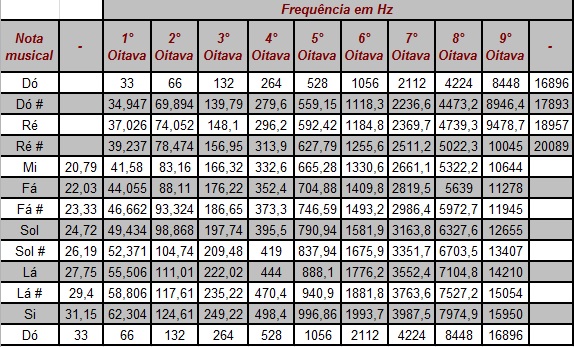 Frequência em Hz
Nota musical - 1° Oitava 2° Oitava 3° Oitava 4° Oitava 5° Oitava 6° Oitava 7° Oitava 8° Oitava 9° Oitava -
Dó 33 66 132 264 528 1056 2112 4224 8448 16896
Dó # 34,947 69,894 139,79 279,6 559,15 1118,3 2236,6 4473,2 8946,4 17893
Ré 37,026 74,052 148,1 296,2 592,42 1184,8 2369,7 4739,3 9478,7 18957
Ré # 39,237 78,474 156,95 313,9 627,79 1255,6 2511,2 5022,3 10045 20089
Mi 20,79 41,58 83,16 166,32 332,6 665,28 1330,6 2661,1 5322,2 10644
Fá 22,03 44,055 88,11 176,22 352,4 704,88 1409,8 2819,5 5639 11278
Fá # 23,33 46,662 93,324 186,65 373,3 746,59 1493,2 2986,4 5972,7 11945
Sol 24,72 49,434 98,868 197,74 395,5 790,94 1581,9 3163,8 6327,6 12655
Sol # 26,19 52,371 104,74 209,48 419 837,94 1675,9 3351,7 6703,5 13407
Lá 27,75 55,506 111,01 222,02 444 888,1 1776,2 3552,4 7104,8 14210
Lá # 29,4 58,806 117,61 235,22 470,4 940,9 1881,8 3763,6 7527,2 15054
Si 31,15 62,304 124,61 249,22 498,4 996,86 1993,7 3987,5 7974,9 15950
Dó 33 66 132 264 528 1056 2112 4224 8448 16896